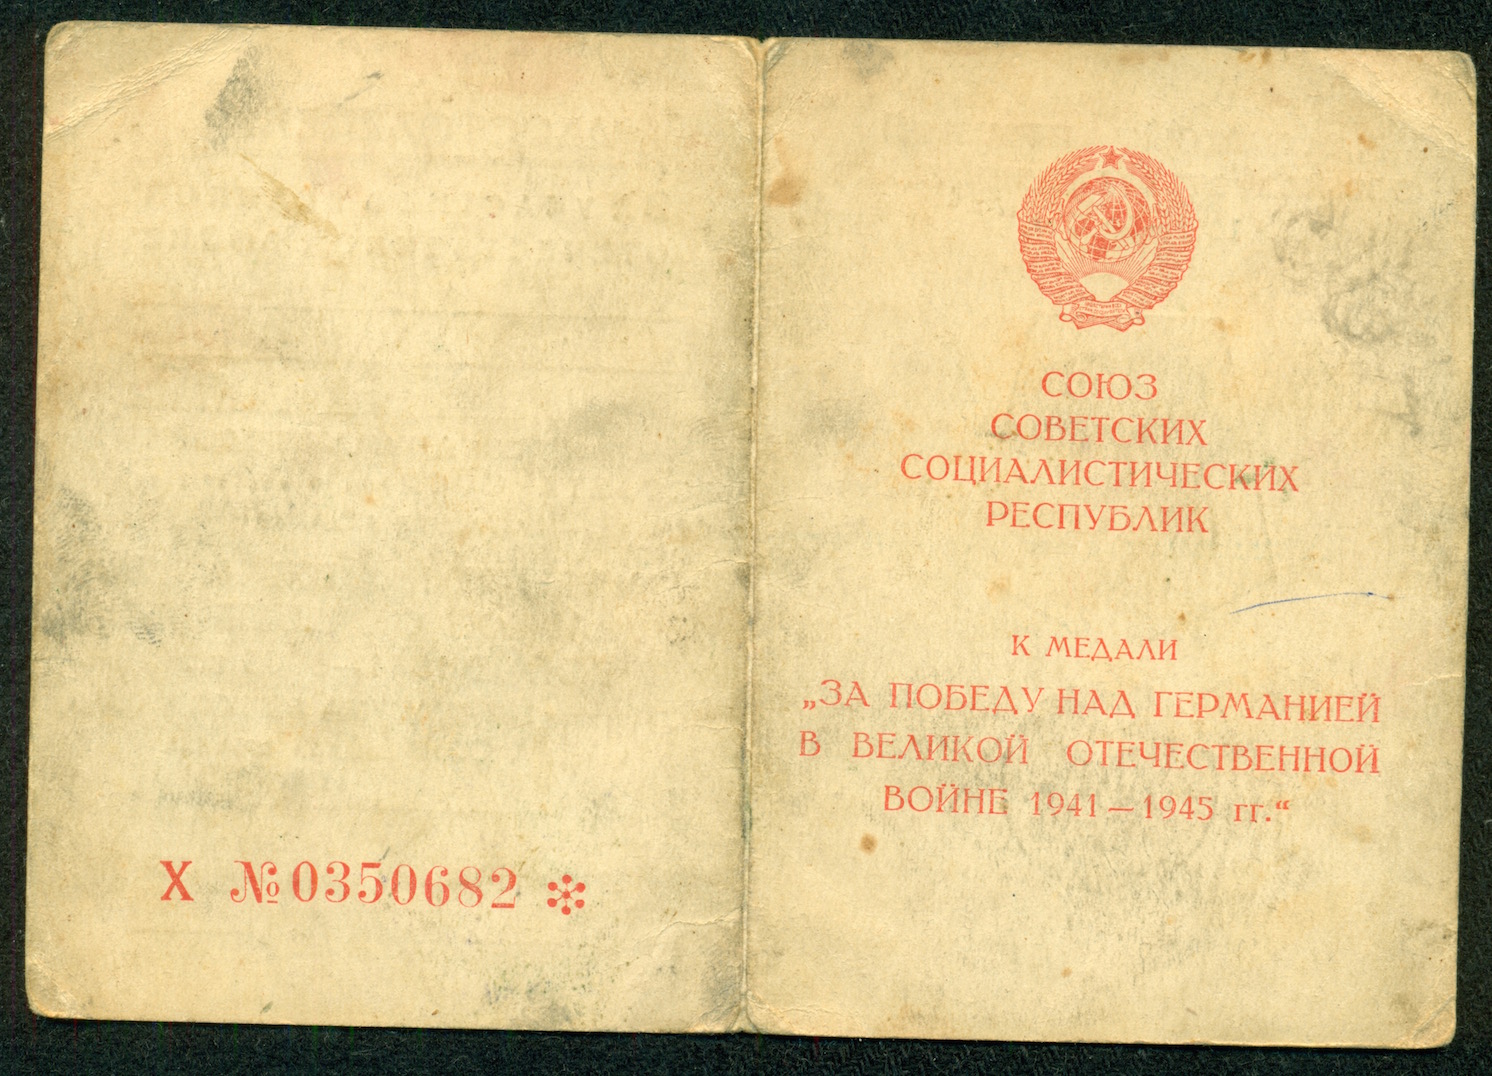 Х №0350682
СОЮЗ
СОВЕТСКИХ
СОЦИАЛИСТИЧЕСКИХ
РЕСПУБЛИК
К МЕДАЛИ
„ЗА ПОБЕДУ НАД ГЕРМАНИЕЙ
В ВЕЛИКОЙ ОТЕЧЕСТВЕННОЙ
ВОЙНЕ 1941—1945 гг.“